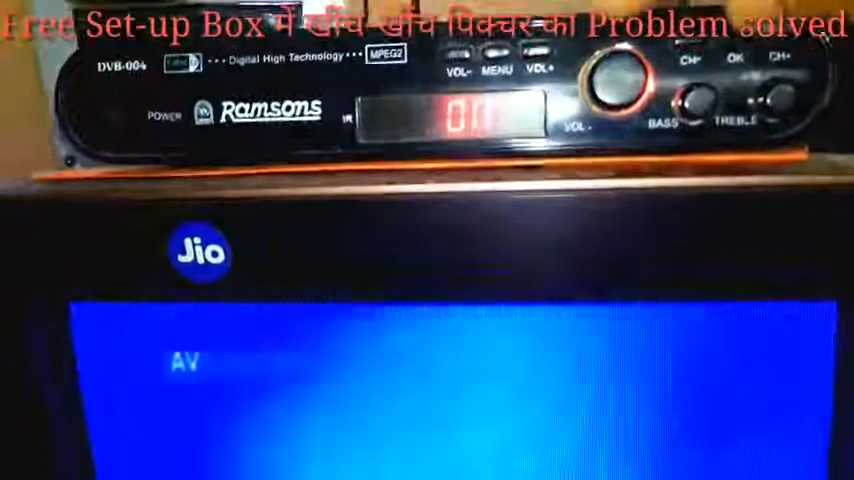 Free Set-up Box में खींच-खाँच पिक्चर का Problem solved
DVB-004 Digital High Technology MPEG2
VOL- MENU VOL+ CH- OK CH+
POWER Ramsons IR On VOL- BASS TREBLE
Jio
AV